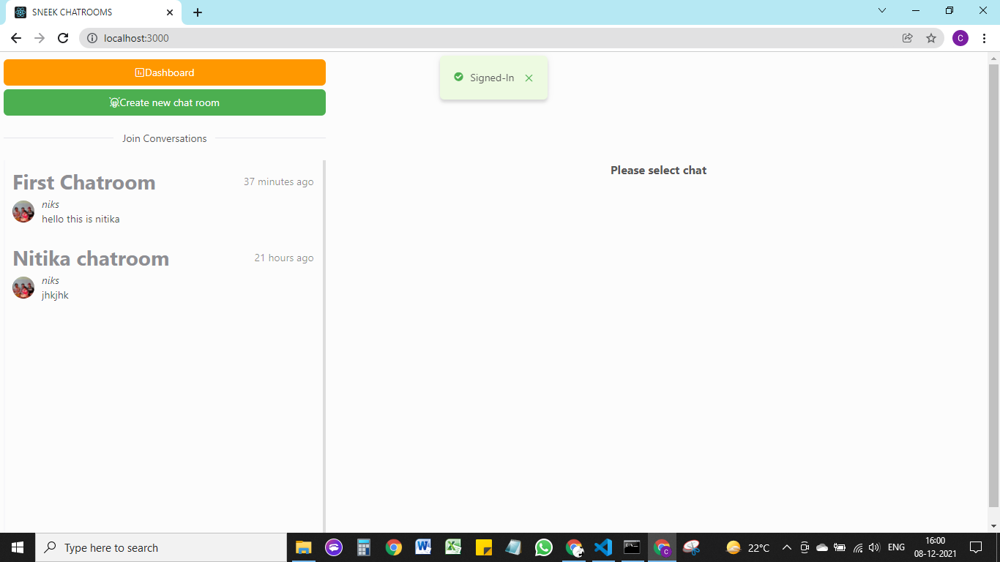 SNEEK CHATROOMS
localhost:3000
C
Dashboard
Signed-In
Create new chat room
Join Conversations
Please select chat
First Chatroom
37 minutes ago
niks
hello this is nitika
Nitika chatroom
21 hours ago
niks
jhkjhk
Type here to search
22°C
ENG
16:00
08-12-2021